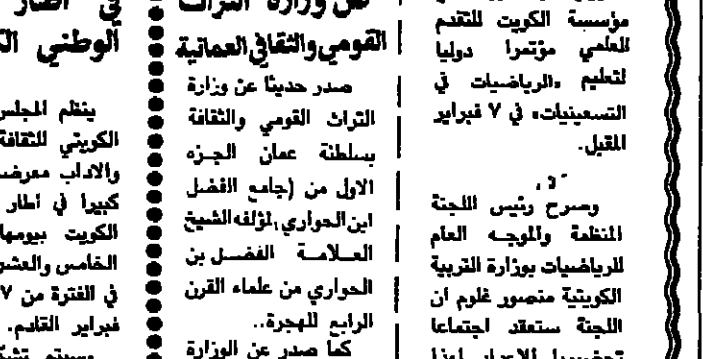 مؤسسة الكويت للتقدم
العلمي مؤتمرا دوليا
لتعليم «الرياضيات في
التسعينيات» في ٧ فبراير
المقبل.
وصرح رئيس اللجنة
المنظمة والموجه العام
للرياضيات بوزارة التربية
الكويتية منصور غلوم ان
اللجنة ستعقد اجتماعا
وزارة التراث
القومي والثقافي العمانية
صدر حديثا عن وزارة
التراث القومي والثقافة
بسلطنة عمان الجزء
الاول من (جامع الفضل
ابن الحواري) لمؤلفه الشيخ
العلامة الفضل بن
الحواري من علماء القرن
الرابع للهجرة..
كما صدر عن الوزارة
في اطار
الوطني
ينظم المجلس
الكويتي للثقافة
والاداب
كبيرا في اطار
الكويت بيومها
الخامس
في الفترة من ٧
فبراير القادم.
وسيتم